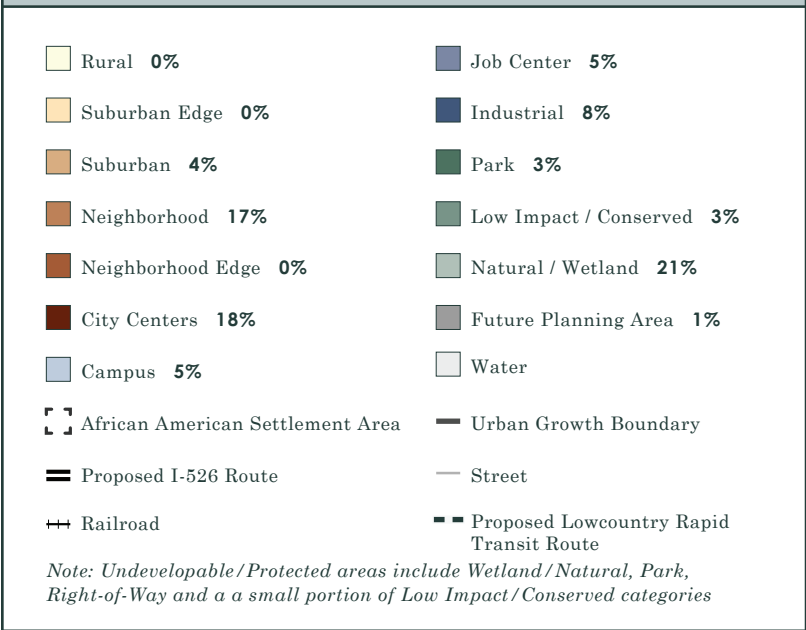 Rural 0%
Suburban Edge 0%
Suburban 4%
Neighborhood 17%
Neighborhood Edge 0%
City Centers 18%
Campus 5%
African American Settlement Area
Proposed I-526 Route
Railroad
Job Center 5%
Industrial 8%
Park 3%
Low Impact / Conserved 3%
Natural / Wetland 21%
Future Planning Area 1%
Water
Urban Growth Boundary
Street
Proposed Lowcountry Rapid
Transit Route
Note: Undevelopable/Protected areas include Wetland/Natural, Park,
Right-of-Way and a a small portion of Low Impact/Conserved categories